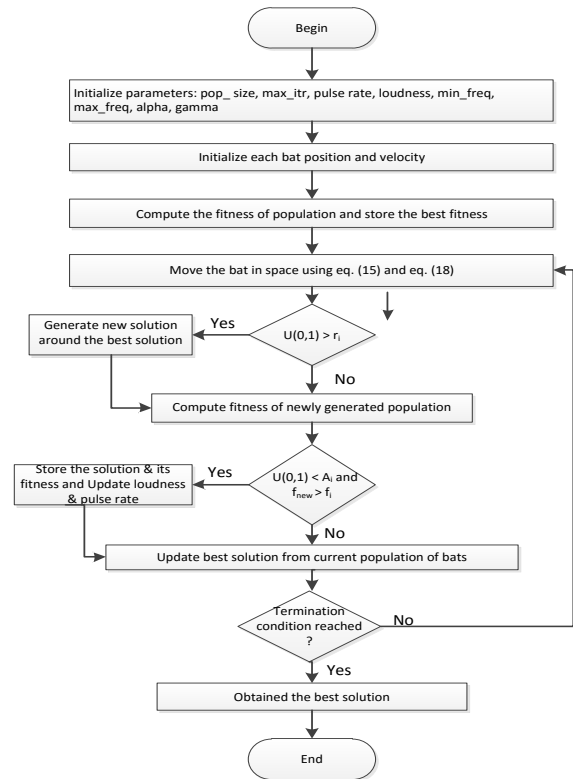 Begin
Initialize parameters: pop_ size, max_itr, pulse rate, loudness, min_freq,
max_freq, alpha, gamma
Initialize each bat position and velocity
Compute the fitness of population and store the best fitness
Move the bat in space using eq. (15) and eq. (18)
U(0,1) > ri
Yes
Generate new solution
around the best solution
No
Compute fitness of newly generated population
U(0,1) < Ai and
fnew > fi
Yes
Store the solution & its
fitness and Update loudness
& pulse rate
No
Update best solution from current population of bats
Termination
condition reached
?
No
Yes
Obtained the best solution
End